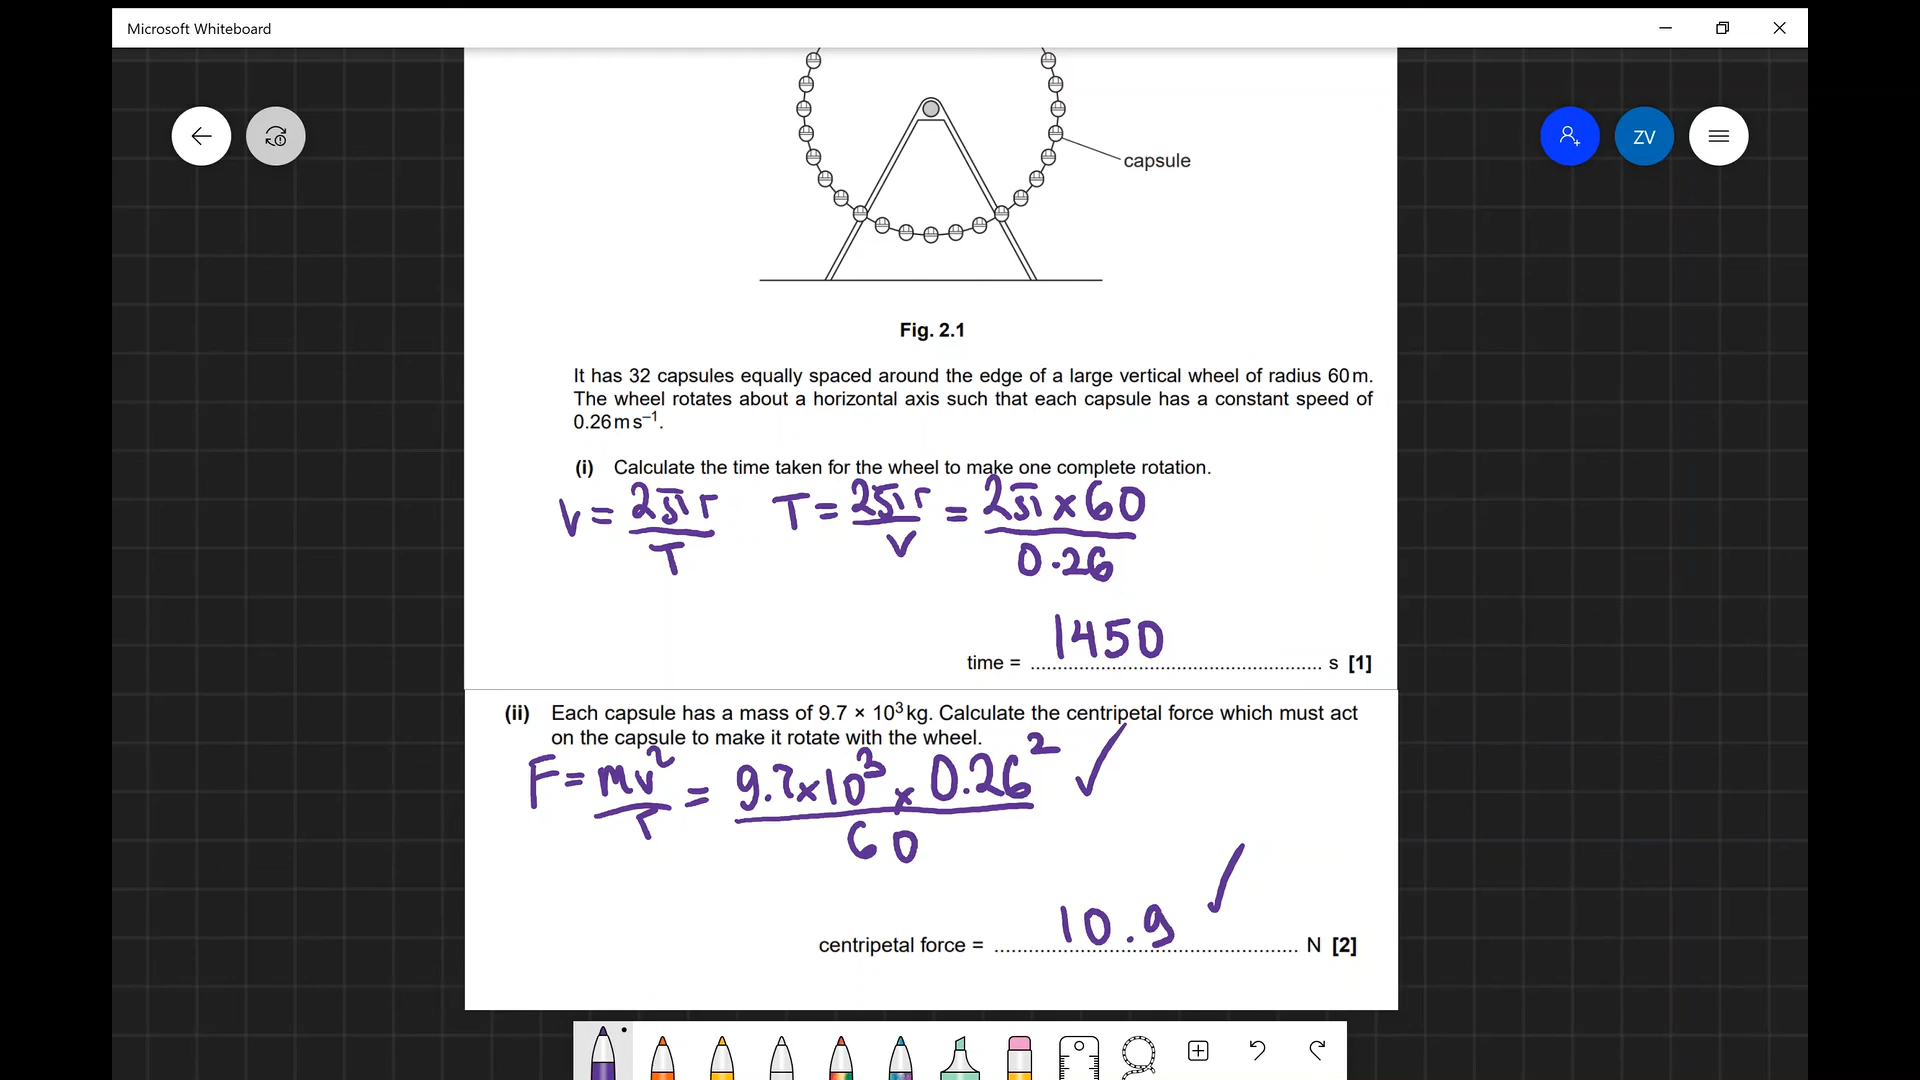 Microsoft Whiteboard
ZV
capsule
Fig. 2.1
It has 32 capsules equally spaced around the edge of a large vertical wheel of radius 60 m.
The wheel rotates about a horizontal axis such that each capsule has a constant speed of
0.26 m s⁻¹.
(i) Calculate the time taken for the wheel to make one complete rotation.
v = 2πr / T    T = 2πr / v = 2π × 60 / 0.26
time = 1450 s [1]
(ii) Each capsule has a mass of 9.7 × 10³ kg. Calculate the centripetal force which must act
on the capsule to make it rotate with the wheel.
F = mv² / r = 9.7 × 10³ × 0.26² / 60 ✓
centripetal force = 10.9 N [2] ✓